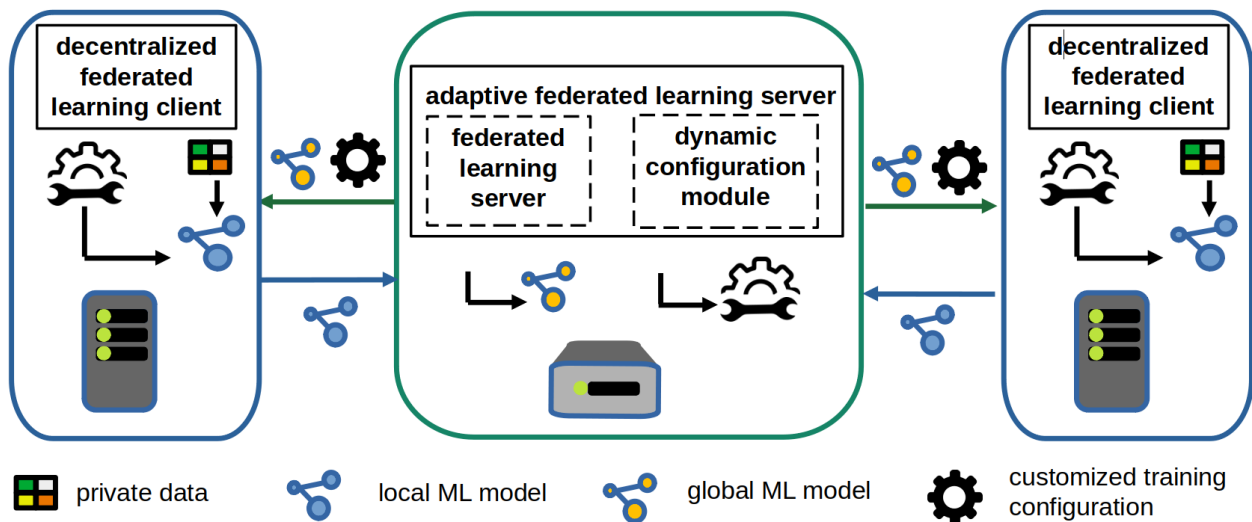 decentralized
federated
learning client
adaptive federated learning server
federated
learning
server
dynamic
configuration
module
decentralized
federated
learning client
private data
local ML model
global ML model
customized training
configuration